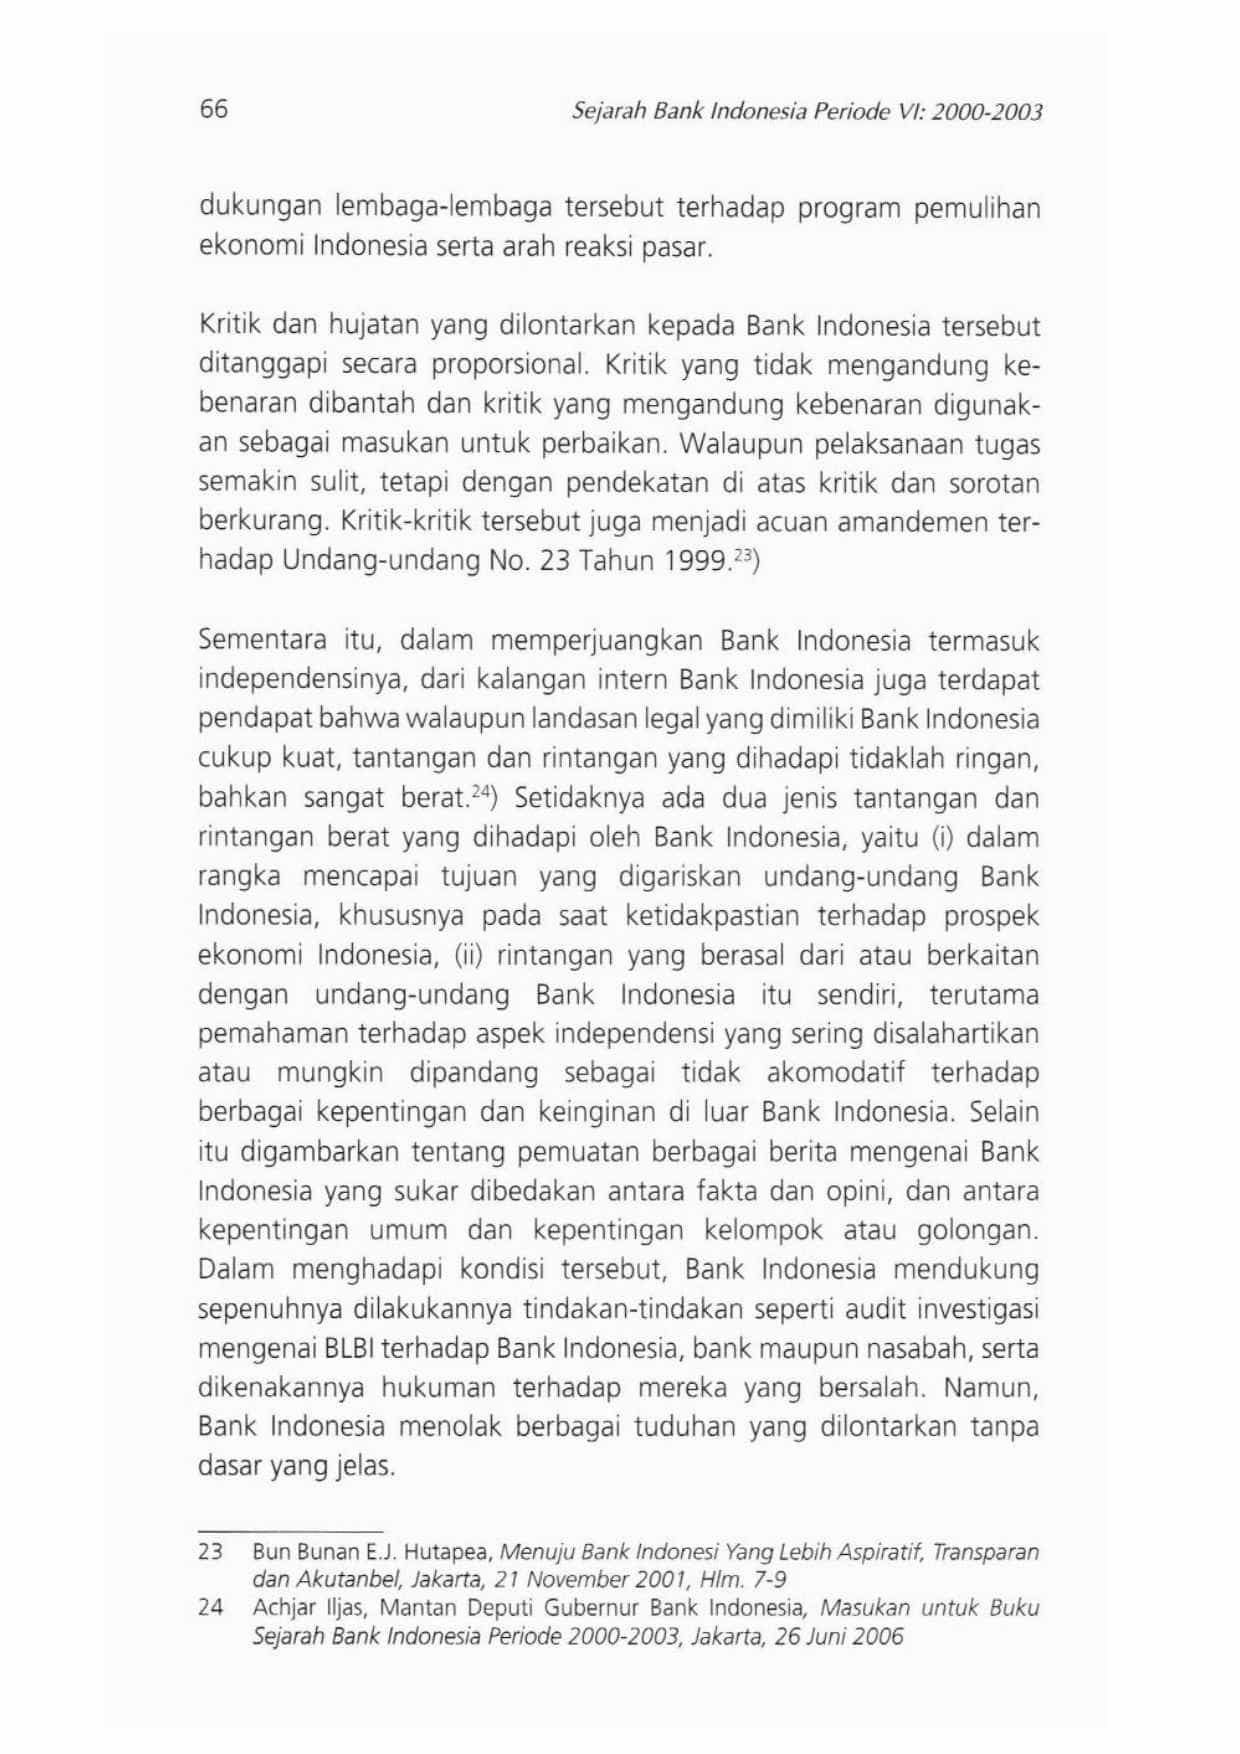 66
Sejarah Bank Indonesia Periode VI: 2000-2003
dukungan lembaga-lembaga tersebut terhadap program pemulihan
ekonomi Indonesia serta arah reaksi pasar.
Kritik dan hujatan yang dilontarkan kepada Bank Indonesia tersebut
ditanggapi secara proporsional. Kritik yang tidak mengandung ke-
benaran dibantah dan kritik yang mengandung kebenaran digunak-
an sebagai masukan untuk perbaikan. Walaupun pelaksanaan tugas
semakin sulit, tetapi dengan pendekatan di atas kritik dan sorotan
berkurang. Kritik-kritik tersebut juga menjadi acuan amandemen ter-
hadap Undang-undang No. 23 Tahun 1999.²³)
Sementara itu, dalam memperjuangkan Bank Indonesia termasuk
independensinya, dari kalangan intern Bank Indonesia juga terdapat
pendapat bahwa walaupun landasan legal yang dimiliki Bank Indonesia
cukup kuat, tantangan dan rintangan yang dihadapi tidaklah ringan,
bahkan sangat berat.²⁴) Setidaknya ada dua jenis tantangan dan
rintangan berat yang dihadapi oleh Bank Indonesia, yaitu (i) dalam
rangka mencapai tujuan yang digariskan undang-undang Bank
Indonesia, khususnya pada saat ketidakpastian terhadap prospek
ekonomi Indonesia, (ii) rintangan yang berasal dari atau berkaitan
dengan undang-undang Bank Indonesia itu sendiri, terutama
pemahaman terhadap aspek independensi yang sering disalahartikan
atau mungkin dipandang sebagai tidak akomodatif terhadap
berbagai kepentingan dan keinginan di luar Bank Indonesia. Selain
itu digambarkan tentang pemuatan berbagai berita mengenai Bank
Indonesia yang sukar dibedakan antara fakta dan opini, dan antara
kepentingan umum dan kepentingan kelompok atau golongan.
Dalam menghadapi kondisi tersebut, Bank Indonesia mendukung
sepenuhnya dilakukannya tindakan-tindakan seperti audit investigasi
mengenai BLBI terhadap Bank Indonesia, bank maupun nasabah, serta
dikenakannya hukuman terhadap mereka yang bersalah. Namun,
Bank Indonesia menolak berbagai tuduhan yang dilontarkan tanpa
dasar yang jelas.
23 Bun Bunan E.J. Hutapea, Menuju Bank Indonesi Yang Lebih Aspiratif, Transparan
dan Akutanbel, Jakarta, 21 November 2001, Hlm. 7-9
24 Achjar Iljas, Mantan Deputi Gubernur Bank Indonesia, Masukan untuk Buku
Sejarah Bank Indonesia Periode 2000-2003, Jakarta, 26 Juni 2006